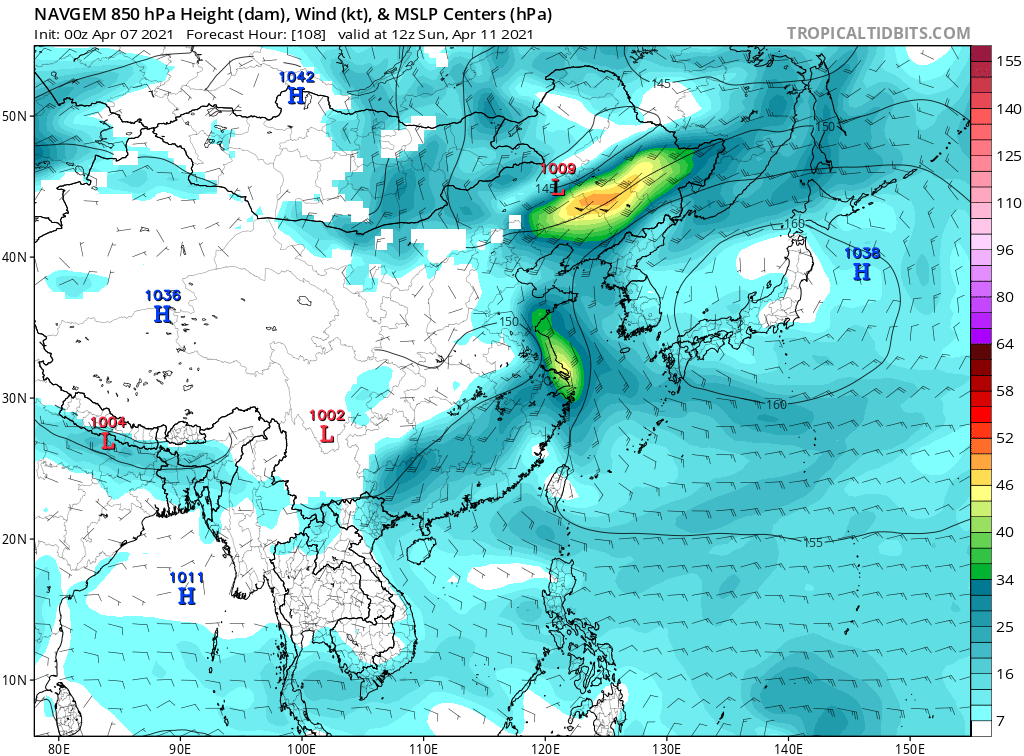 NAVGEM 850 hPa Height (dam), Wind (kt), & MSLP Centers (hPa)
Init: 00z Apr 07 2021 Forecast Hour: [108] valid at 12z Sun, Apr 11 2021
TROPICALTIDBITS.COM
1042
H
145
155
140
150
50N
125
1009
L
145
110
160
103
1038
H
96
40N
90
1036
H
80
150
64
58
30N
160
1004
L
1002
L
52
46
155
40
20N
1011
H
34
25
16
10N
7
80E
90E
100E
110E
120E
130E
140E
150E